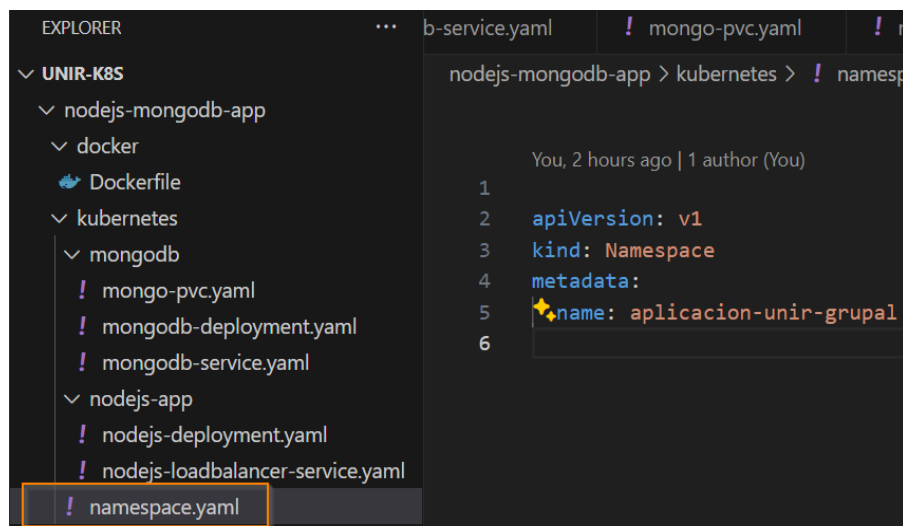 EXPLORER
UNIR-K8S
nodejs-mongodb-app
docker
Dockerfile
kubernetes
mongodb
mongo-pvc.yaml
mongodb-deployment.yaml
mongodb-service.yaml
nodejs-app
nodejs-deployment.yaml
nodejs-loadbalancer-service.yaml
namespace.yaml
b-service.yaml ! mongo-pvc.yaml !
nodejs-mongodb-app > kubernetes > ! namesp
You, 2 hours ago | 1 author (You)
1
2 apiVersion: v1
3 kind: Namespace
4 metadata:
5 name: aplicacion-unir-grupal
6